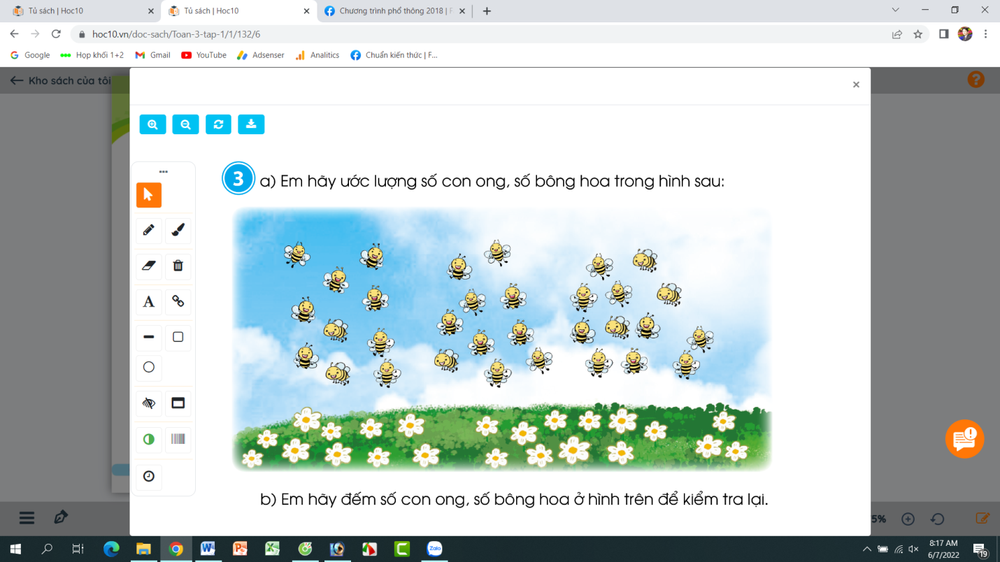 Tủ sách | Hoc10
Tủ sách | Hoc10
Chương trình phổ thông 2018 | F
hoc10.vn/doc-sach/Toan-3-tap-1/1/132/6
Google
Họp khối 1+2
Gmail
YouTube
Adsenser
Analitics
Chuẩn kiến thức | F...
Kho sách của tôi
3 a) Em hãy ước lượng số con ong, số bông hoa trong hình sau:
A
b) Em hãy đếm số con ong, số bông hoa ở hình trên để kiểm tra lại.
5%
Zalo
8:17 AM
6/7/2022
19